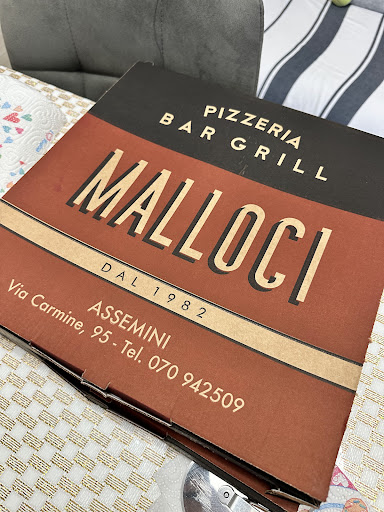 PIZZERIA
BAR GRILL
MALLOCI
DAL 1982
ASSEMINI
Via Carmine, 95 - Tel. 070 942509